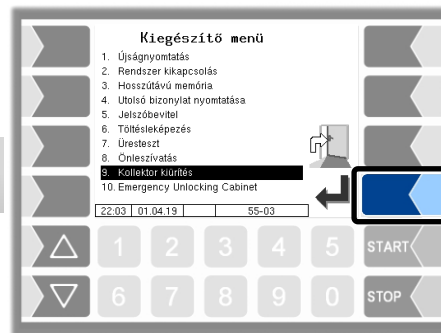 Kiegészítő menü
1. Újságnyomtatás
2. Rendszer kikapcsolás
3. Hosszútávú memória
4. Utolsó bizonylat nyomtatása
5. Jelszóbevitel
6. Töltésleképezés
7. Üresteszt
8. Önleszívatás
9. Kollektor kiürítés
10. Emergency Unlocking Cabinet
22:03 01.04.19 55-03
1 2 3 4 5 START
6 7 8 9 0 STOP